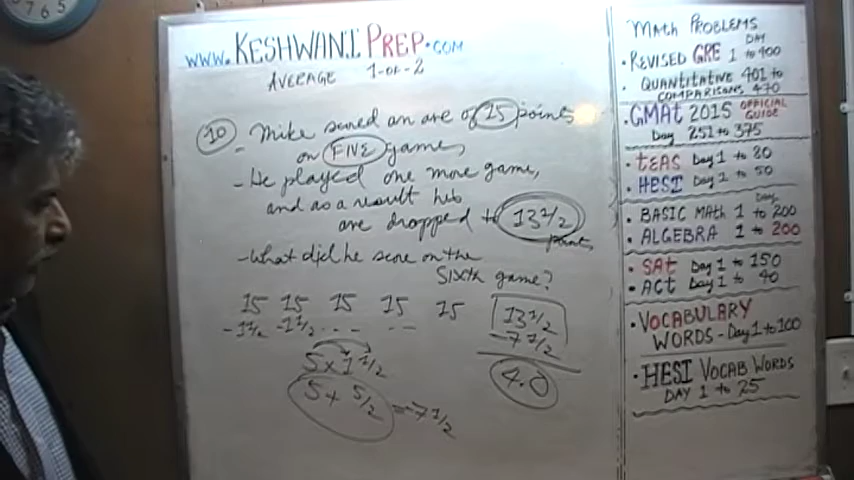 7 6 5
www.KESHWANIPREP.COM
AVERAGE 1-OF-2
10 - Mike scored an ave of 15 points
on FIVE games,
- He played one more game,
and as a result his
ave dropped to 13 1/2
points
- What did he score on the
Sixth game?
15 15 15 15 15 13 1/2
-1 1/2 -1 1/2 -- -- -7 1/2
5 x 1 1/2 4.0
5 x 5/2 = -7 1/2
MATH PROBLEMS
DAY
• REVISED GRE 1 to 400
• QUANTITATIVE 401 to
COMPARISONS 470
• GMAt 2015 OFFICIAL
GUIDE
Day 251 to 375
• tEAS Day 1 to 80
• HESI Day 1 to 50
Day
• BASIC MAth 1 to 200
• ALGEBRA 1 to 200
• SAt Day 1 to 150
• ACt Day 1 to 40
• VOCABULARY
WORDS - Day 1 to 100
• HESI VOCAB WORDS
DAY 1 to 25